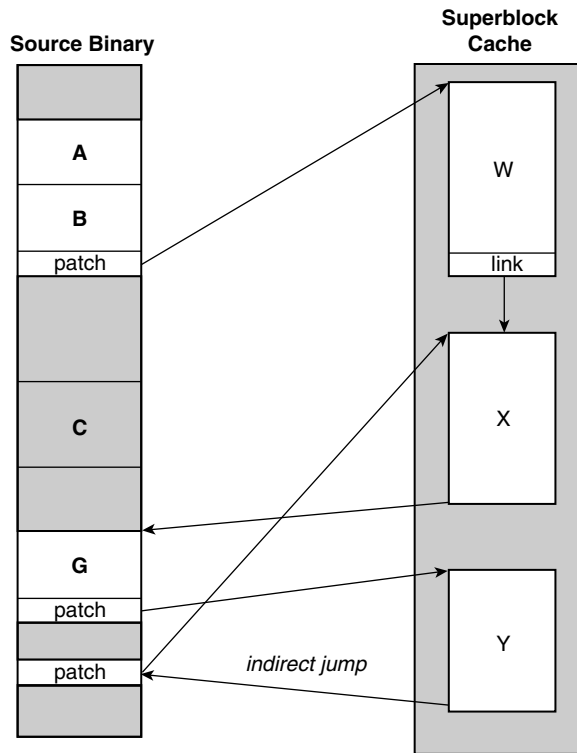 Source Binary
Superblock
Cache
A
B
patch
C
G
patch
patch
W
link
X
Y
indirect jump